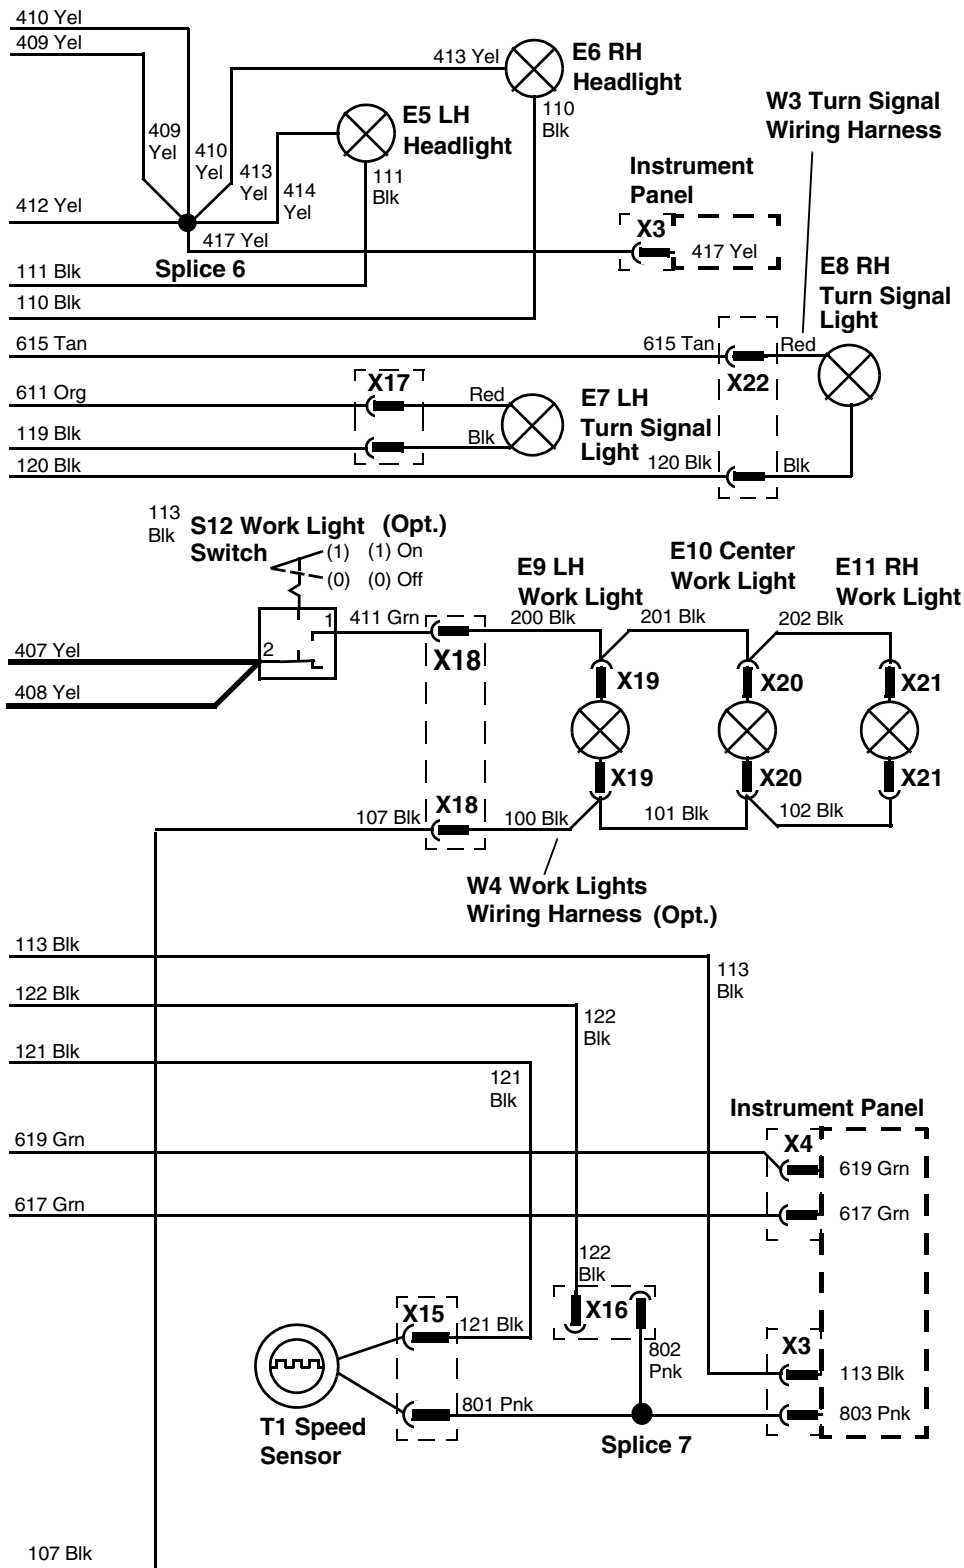 410 Yel
409 Yel
413 Yel
E6 RH
Headlight
110
Blk
W3 Turn Signal
Wiring Harness
E5 LH
Headlight
409
Yel
410
Yel
413
Yel
414
Yel
111
Blk
Instrument
Panel
412 Yel
417 Yel
X3
417 Yel
Splice 6
111 Blk
110 Blk
E8 RH
Turn Signal
Light
615 Tan
615 Tan
Red
X22
X17
611 Org
Red
E7 LH
Turn Signal
Light
119 Blk
Blk
120 Blk
120 Blk
Blk
113
Blk
S12 Work Light (Opt.)
Switch
(1) (1) On
(0) (0) Off
E9 LH
Work Light
E10 Center
Work Light
E11 RH
Work Light
1
411 Grn
200 Blk
201 Blk
202 Blk
407 Yel
2
X18
X19
X20
X21
408 Yel
X19
X20
X21
107 Blk
X18
100 Blk
101 Blk
102 Blk
W4 Work Lights
Wiring Harness (Opt.)
113 Blk
113
Blk
122 Blk
122
Blk
121 Blk
121
Blk
Instrument Panel
619 Grn
X4
619 Grn
617 Grn
617 Grn
122
Blk
X15
121 Blk
X16
X3
802
Pnk
113 Blk
801 Pnk
803 Pnk
T1 Speed
Sensor
Splice 7
107 Blk